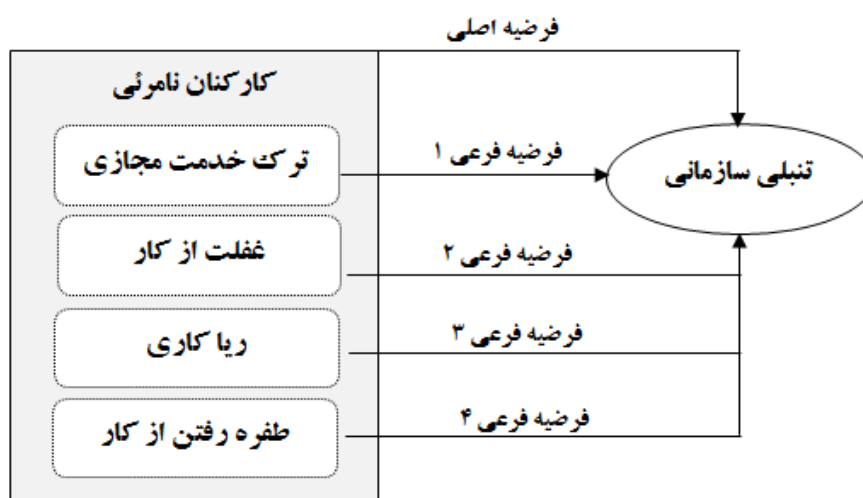 فرضیه اصلی
کارکنان نامرئی
ترک خدمت مجازی
فرضیه فرعی ۱
تنبلی سازمانی
غفلت از کار
فرضیه فرعی ۲
ریا کاری
فرضیه فرعی ۳
طفره رفتن از کار
فرضیه فرعی ۴